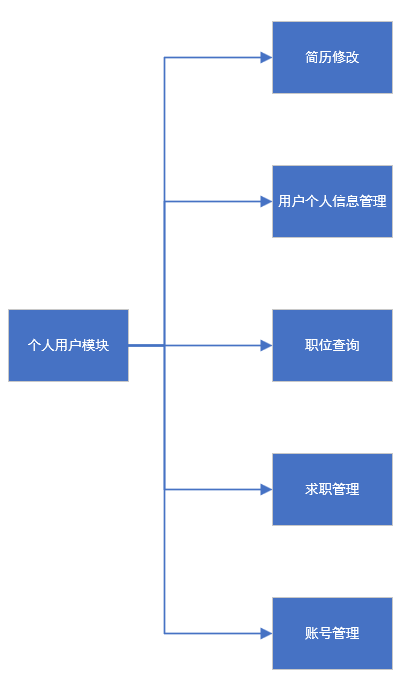 简历修改
用户个人信息管理
个人用户模块
职位查询
求职管理
账号管理